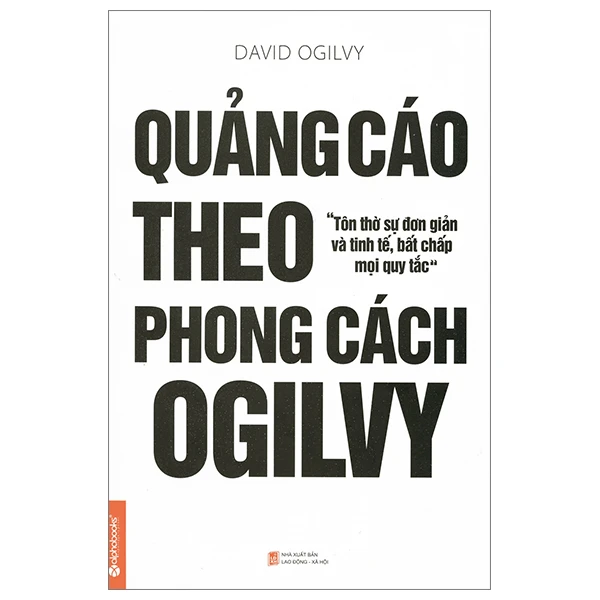 DAVID OGILVY
QUẢNG CÁO
THEO
"Tôn thờ sự đơn giản
và tinh tế, bất chấp
mọi quy tắc"
PHONG CÁCH
OGILVY
alphabooks®
NHÀ XUẤT BẢN
LAO ĐỘNG - XÃ HỘI